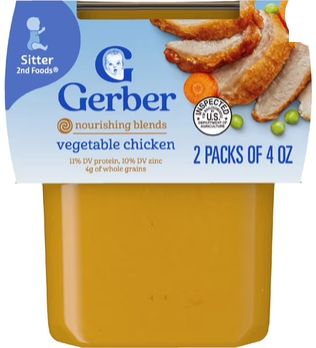 Sitter
2nd Foods®
G
Gerber
nourishing blends
vegetable chicken
11% DV protein, 10% DV zinc
4g of whole grains
INSPECTED
U.S.
DEPARTMENT OF
AGRICULTURE
2 PACKS OF 4 OZ